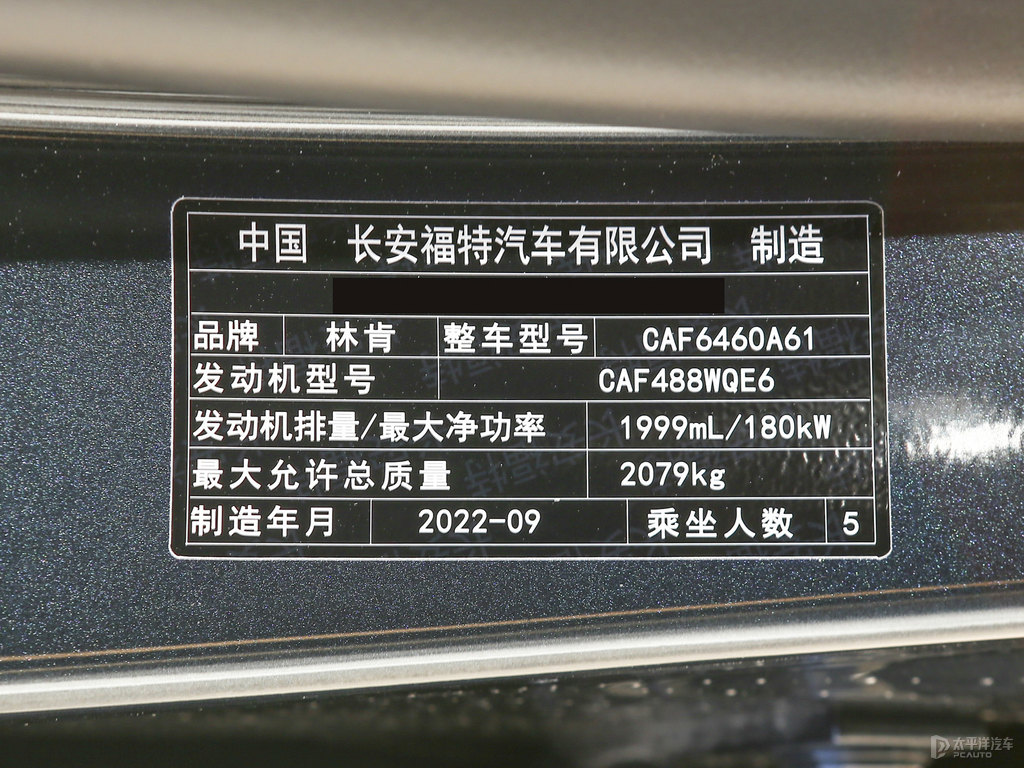 中国 长安福特汽车有限公司 制造
品牌 林肯 整车型号 CAF6460A61
发动机型号 CAF488WQE6
发动机排量/最大净功率 1999mL/180kW
最大允许总质量 2079kg
制造年月 2022-09 乘坐人数 5
太平洋汽车
PCAUTO